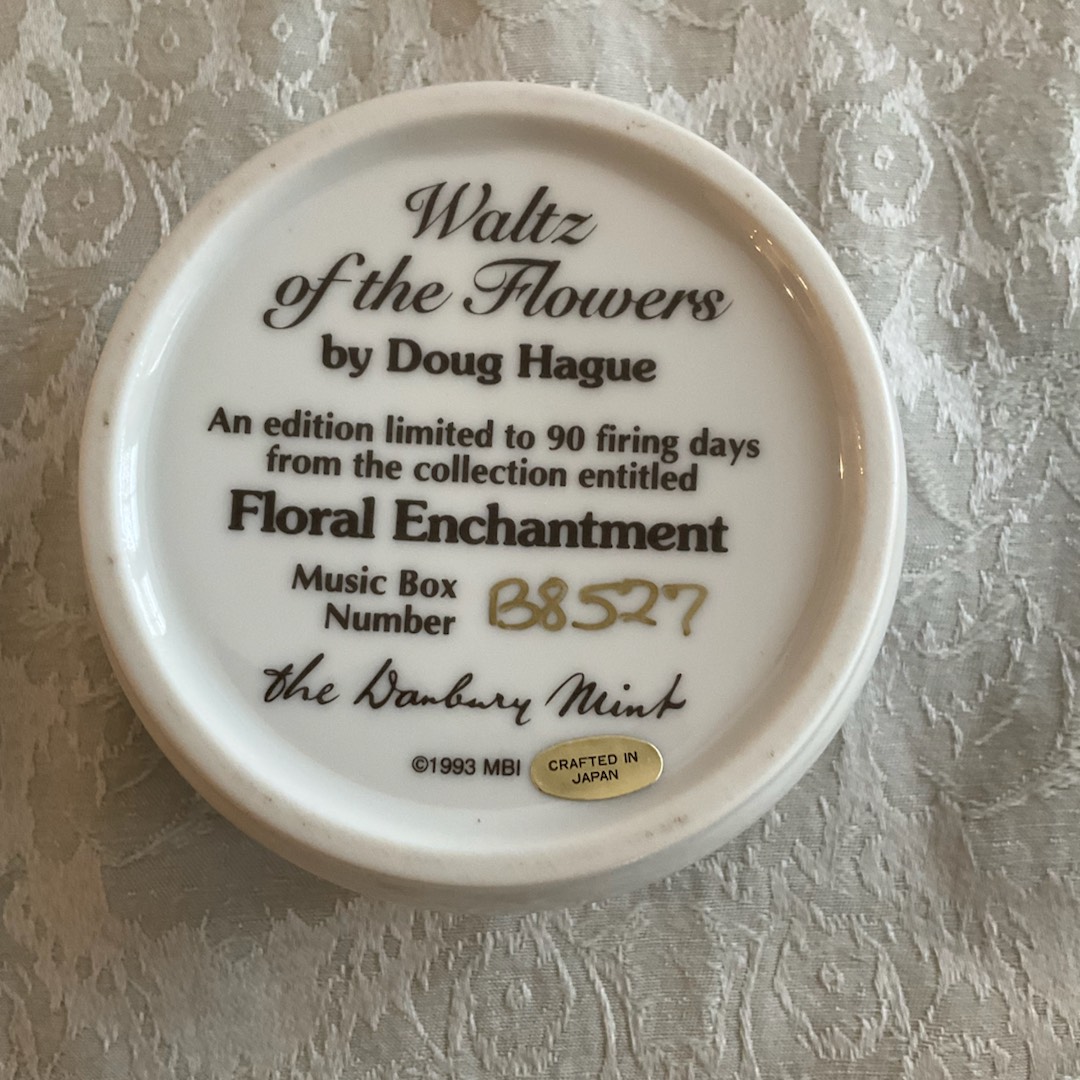 Waltz
of the Flowers
by Doug Hague
An edition limited to 90 firing days
from the collection entitled
Floral Enchantment
Music Box
Number B8527
the Danbury Mint
©1993 MBI
CRAFTED IN
JAPAN